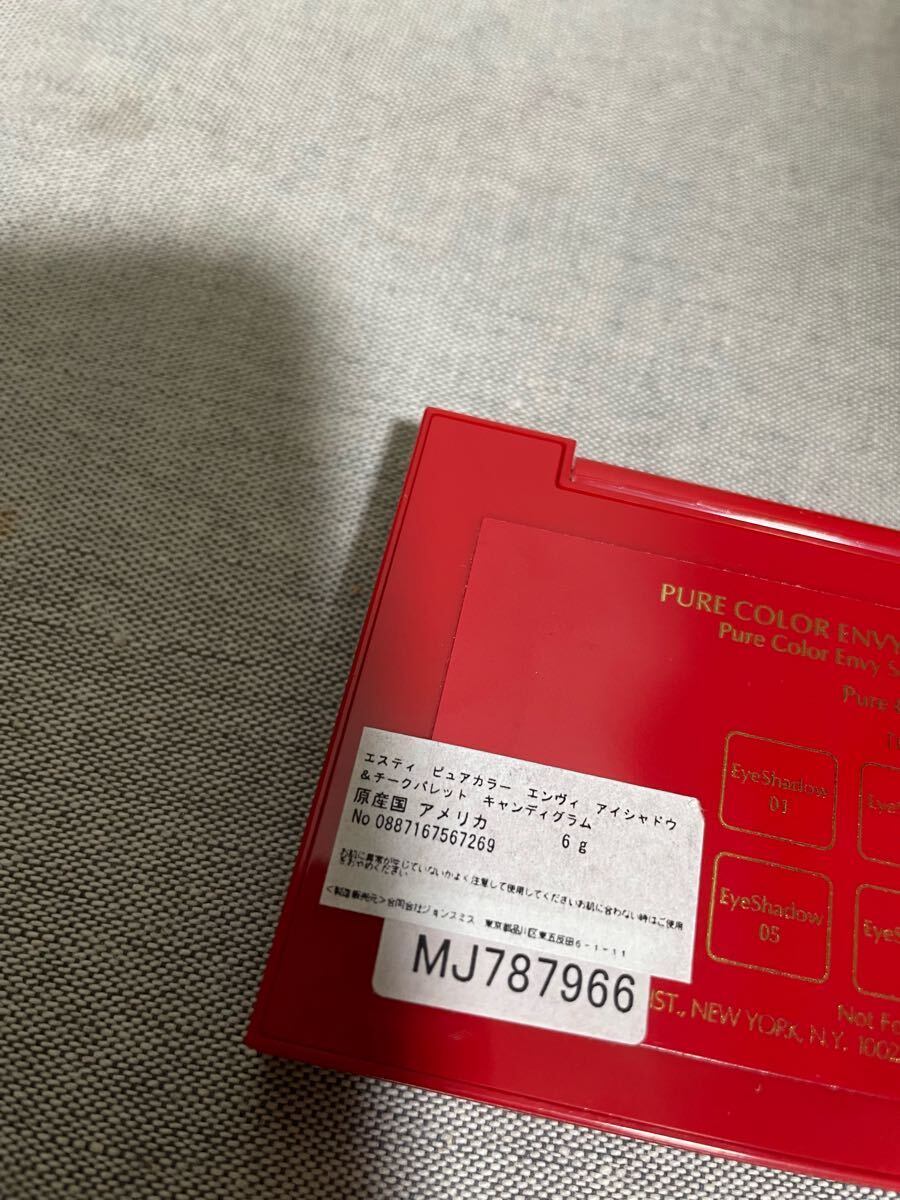 PURE COLOR ENVY
Pure Color Envy S
Pure
EyeShadow
01
EyeShadow
05
エスティ ピュアカラー エンヴィ アイシャドウ
&チークパレット キャンディグラム
原産国 アメリカ 6g
No 0887167567269
お肌に異常が生じていないかよく注意して使用してくださいお肌に合わない時はご使用
をおやめください
<製造販売元>合同会社ジョンスミス 東京都品川区東五反田6-1-11
MJ787966
ST., NEW YORK, N.Y. 1002
Not Fo